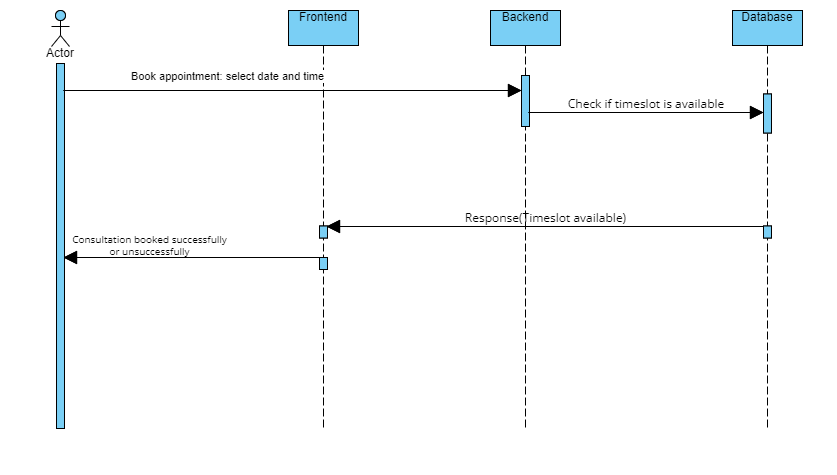 Frontend
Backend
Database
Actor
Book appointment: select date and time
Check if timeslot is available
Response(Timeslot available)
Consultation booked successfully
or unsuccessfully